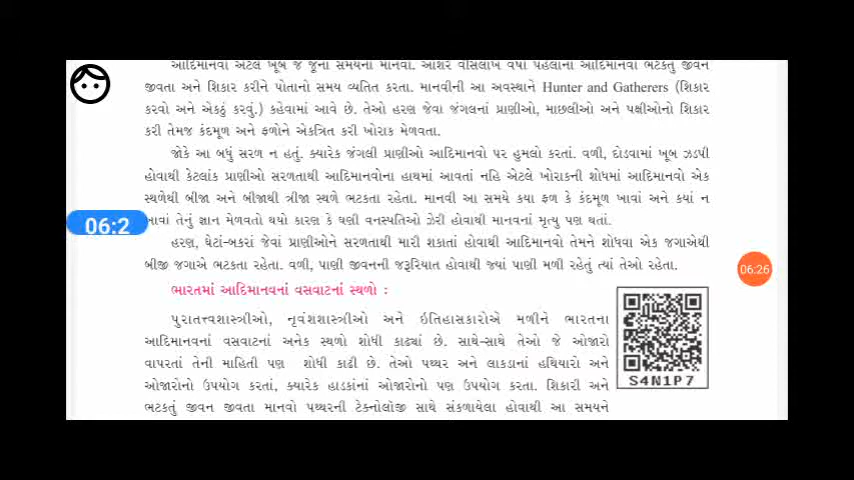 આદિમાનવો એટલે ખૂબ જ જૂના સમયના માનવો. આશરે વીસલાખ વર્ષો પહેલાંનો આદિમાનવો ભટકતું જીવન
જીવતા અને શિકાર કરીને પોતાનો સમય વ્યતિત કરતા. માનવીની આ અવસ્થાને Hunter and Gatherers (શિકાર
કરવો અને એકઠું કરવું.) કહેવામાં આવે છે. તેઓ હરણ જેવા જંગલનાં પ્રાણીઓ, માછલીઓ અને પક્ષીઓનો શિકાર
કરી તેમજ કંદમૂળ અને ફળોને એકત્રિત કરી ખોરાક મેળવતા.
જોકે આ બધું સરળ ન હતું. ક્યારેક જંગલી પ્રાણીઓ આદિમાનવો પર હુમલો કરતાં. વળી, દોડવામાં ખૂબ ઝડપી
હોવાથી કેટલાંક પ્રાણીઓ સરળતાથી આદિમાનવોના હાથમાં આવતાં નહિ એટલે ખોરાકની શોધમાં આદિમાનવો એક
સ્થળેથી બીજા અને બીજાથી ત્રીજા સ્થળે ભટકતા રહેતા. માનવી આ સમયે કયા ફળ કે કંદમૂળ ખાવાં અને કયાં ન
ખાવાં તેનું જ્ઞાન મેળવતો થયો કારણ કે ઘણી વનસ્પતિઓ ઝેરી હોવાથી માનવનાં મૃત્યુ પણ થતાં.
06:2
હરણ, ઘેટાં-બકરાં જેવાં પ્રાણીઓને સરળતાથી મારી શકાતાં હોવાથી આદિમાનવો તેમને શોધવા એક જગાએથી
બીજી જગાએ ભટકતા રહેતા. વળી, પાણી જીવનની જરૂરિયાત હોવાથી જ્યાં પાણી મળી રહેતું ત્યાં તેઓ રહેતા.
06:26
ભારતમાં આદિમાનવનાં વસવાટનાં સ્થળો :
પુરાતત્ત્વશાસ્ત્રીઓ, નૃવંશશાસ્ત્રીઓ અને ઇતિહાસકારોએ મળીને ભારતના
આદિમાનવનાં વસવાટનાં અનેક સ્થળો શોધી કાઢ્યાં છે. સાથે-સાથે તેઓ જે ઓજારો
વાપરતાં તેની માહિતી પણ શોધી કાઢી છે. તેઓ પથ્થર અને લાકડાનાં હથિયારો અને
ઓજારોનો ઉપયોગ કરતાં, ક્યારેક હાડકાંનાં ઓજારોનો પણ ઉપયોગ કરતા. શિકારી અને
ભટકતું જીવન જીવતા માનવો પથ્થરની ટેક્નોલૉજી સાથે સંકળાયેલા હોવાથી આ સમયને
S4N1P7